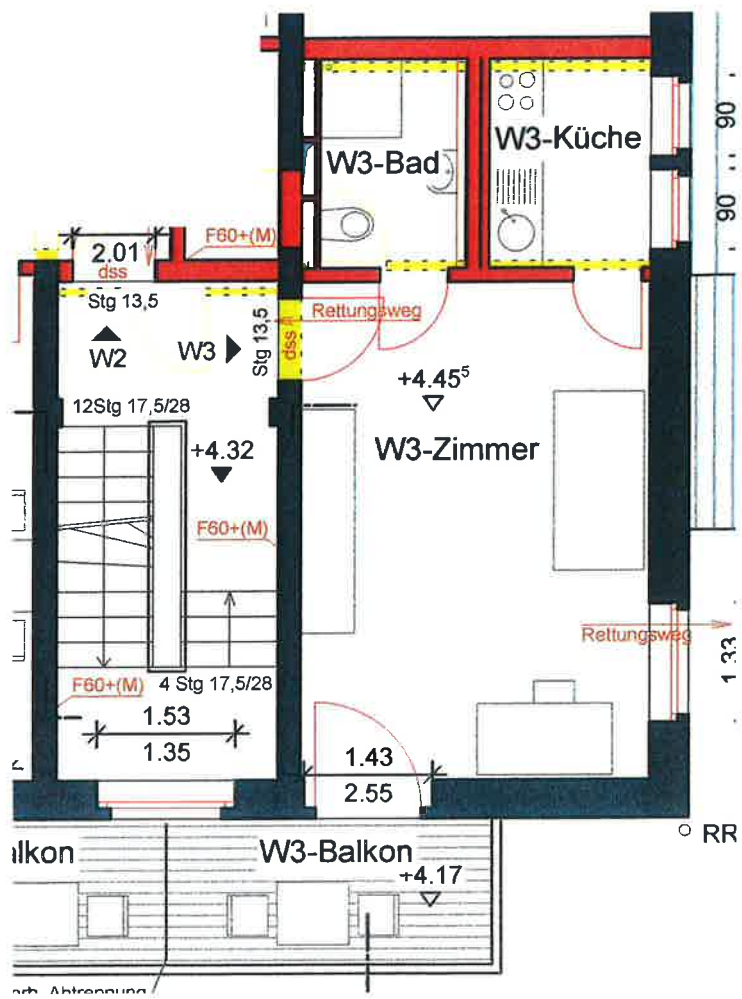 W3-Bad
W3-Küche
90
90
2.01
dss
F60+(M)
Stg 13,5
W2
W3
Stg 13,5
dss
Rettungsweg
+4.45⁵
W3-Zimmer
12Stg 17,5/28
+4.32
F60+(M)
Rettungsweg
1.33
F60+(M)
4 Stg 17,5/28
1.53
1.35
1.43
2.55
RR
lkon
W3-Balkon
+4.17
Abtrennung